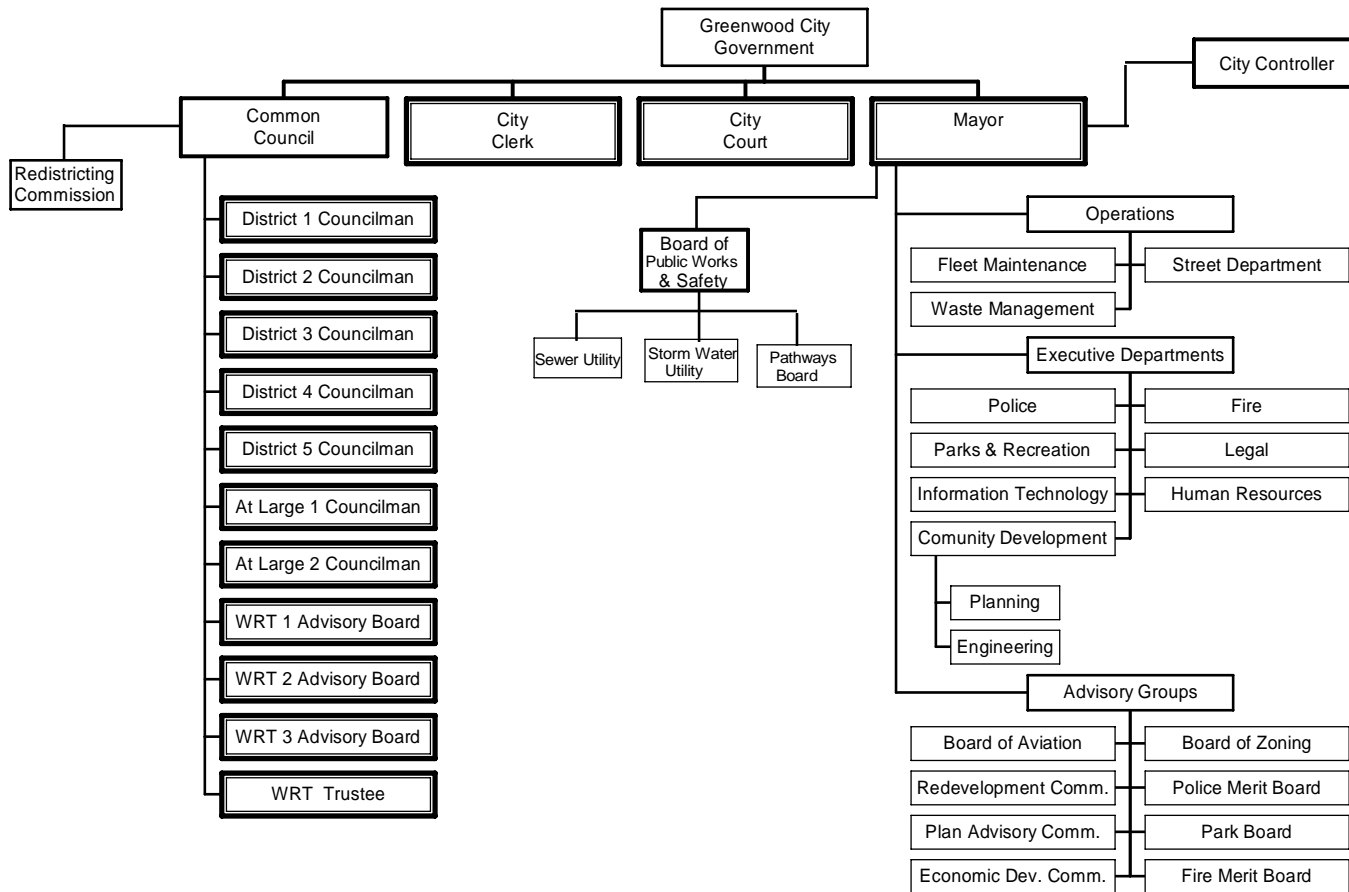 Greenwood City
Government
City Controller
Common
Council
City
Clerk
City
Court
Mayor
Redistricting
Commission
District 1 Councilman
District 2 Councilman
District 3 Councilman
District 4 Councilman
District 5 Councilman
At Large 1 Councilman
At Large 2 Councilman
WRT 1 Advisory Board
WRT 2 Advisory Board
WRT 3 Advisory Board
WRT Trustee
Board of
Public Works
& Safety
Sewer Utility
Storm Water
Utility
Pathways
Board
Operations
Fleet Maintenance
Street Department
Waste Management
Executive Departments
Police
Fire
Parks & Recreation
Legal
Information Technology
Human Resources
Comunity Development
Planning
Engineering
Advisory Groups
Board of Aviation
Board of Zoning
Redevelopment Comm.
Police Merit Board
Plan Advisory Comm.
Park Board
Economic Dev. Comm.
Fire Merit Board